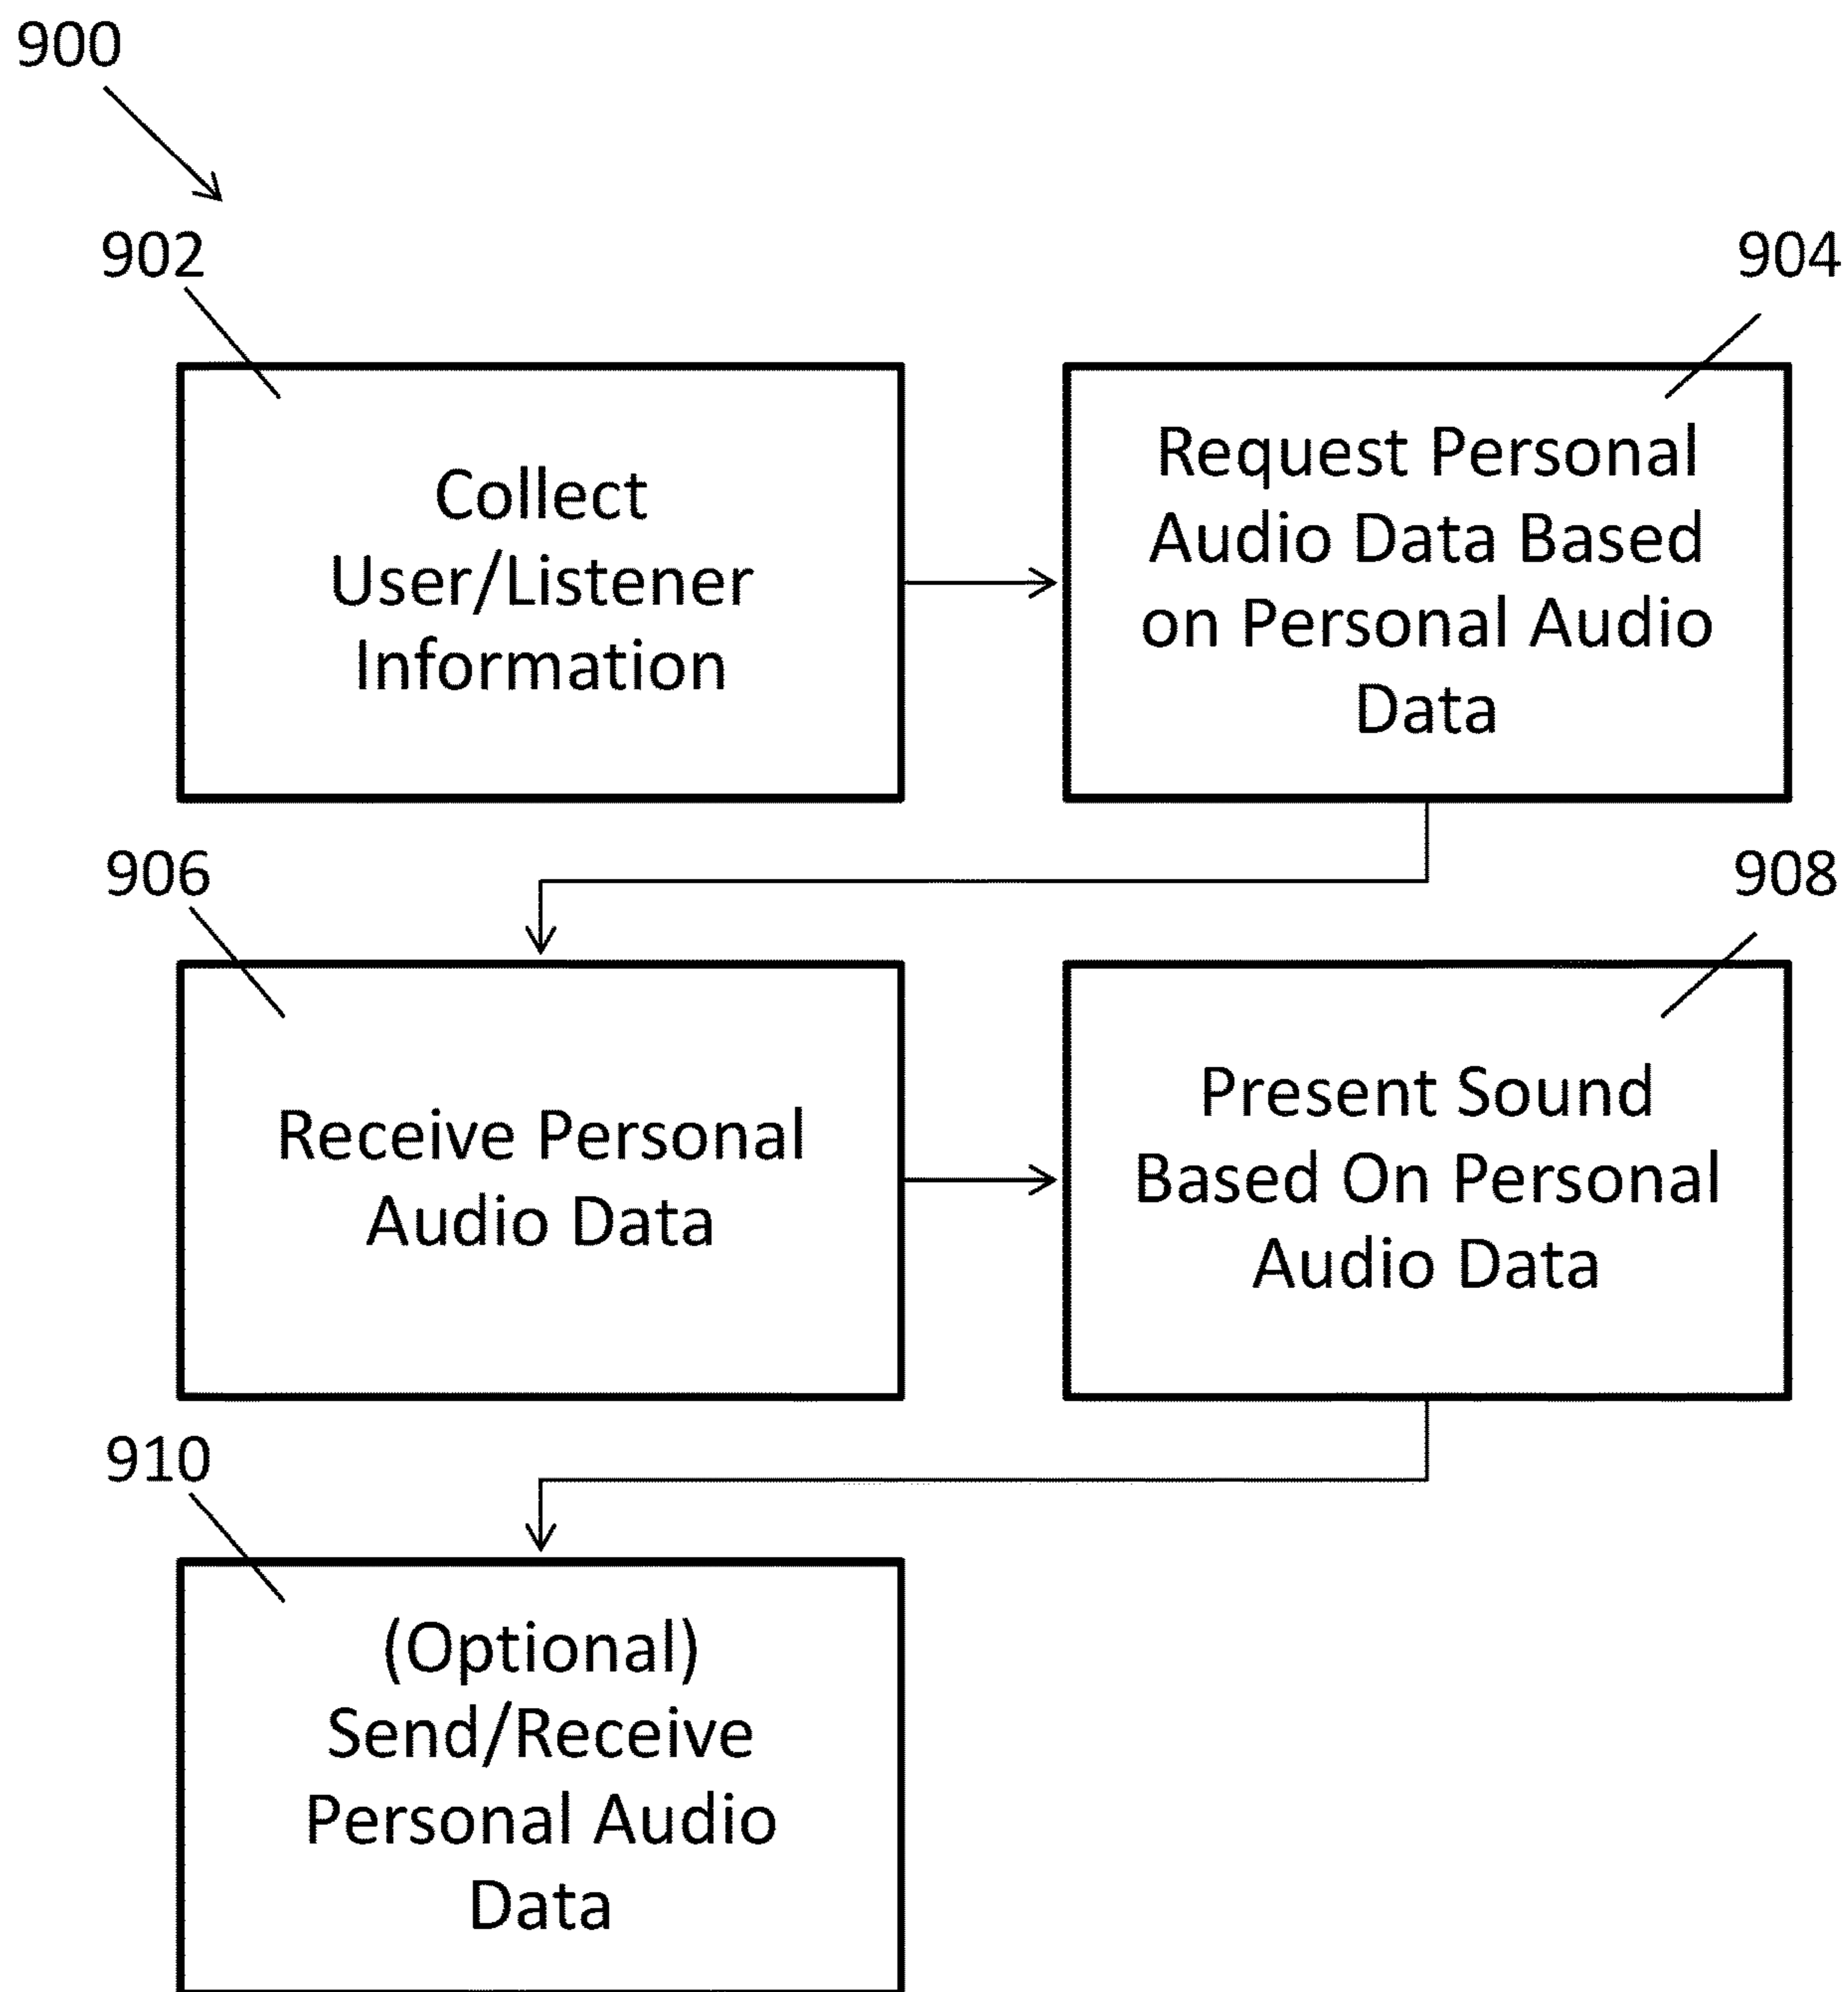 900
902
904
Collect
User/Listener
Information
Request Personal
Audio Data Based
on Personal Audio
Data
906
908
Receive Personal
Audio Data
Present Sound
Based On Personal
Audio Data
910
(Optional)
Send/Receive
Personal Audio
Data